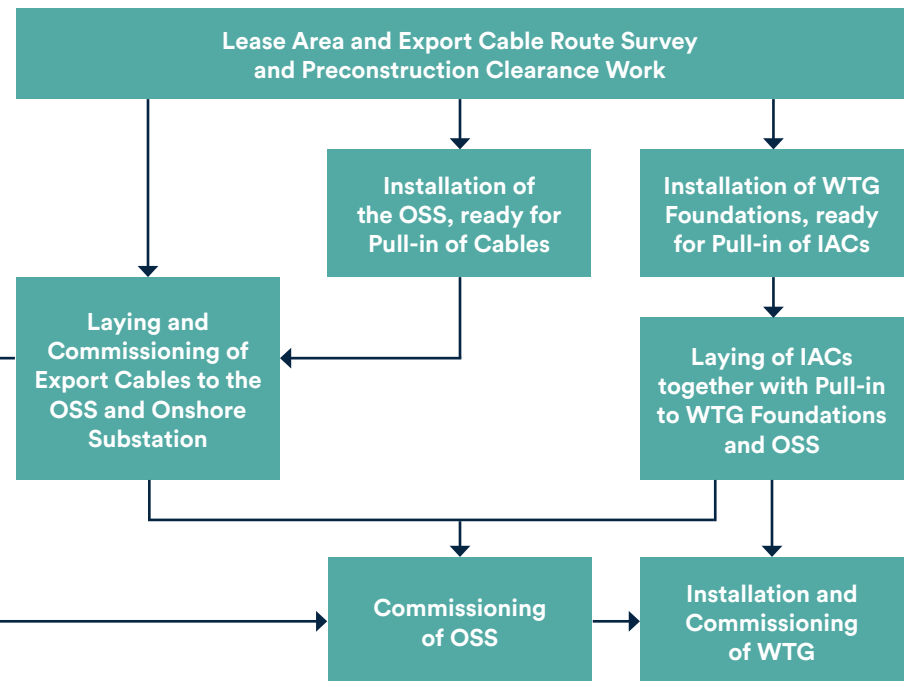 Lease Area and Export Cable Route Survey
and Preconstruction Clearance Work
Installation of
the OSS, ready for
Pull-in of Cables
Installation of WTG
Foundations, ready
for Pull-in of IACs
Laying and
Commissioning of
Export Cables to the
OSS and Onshore
Substation
Laying of IACs
together with Pull-in
to WTG Foundations
and OSS
Commissioning
of OSS
Installation and
Commissioning
of WTG